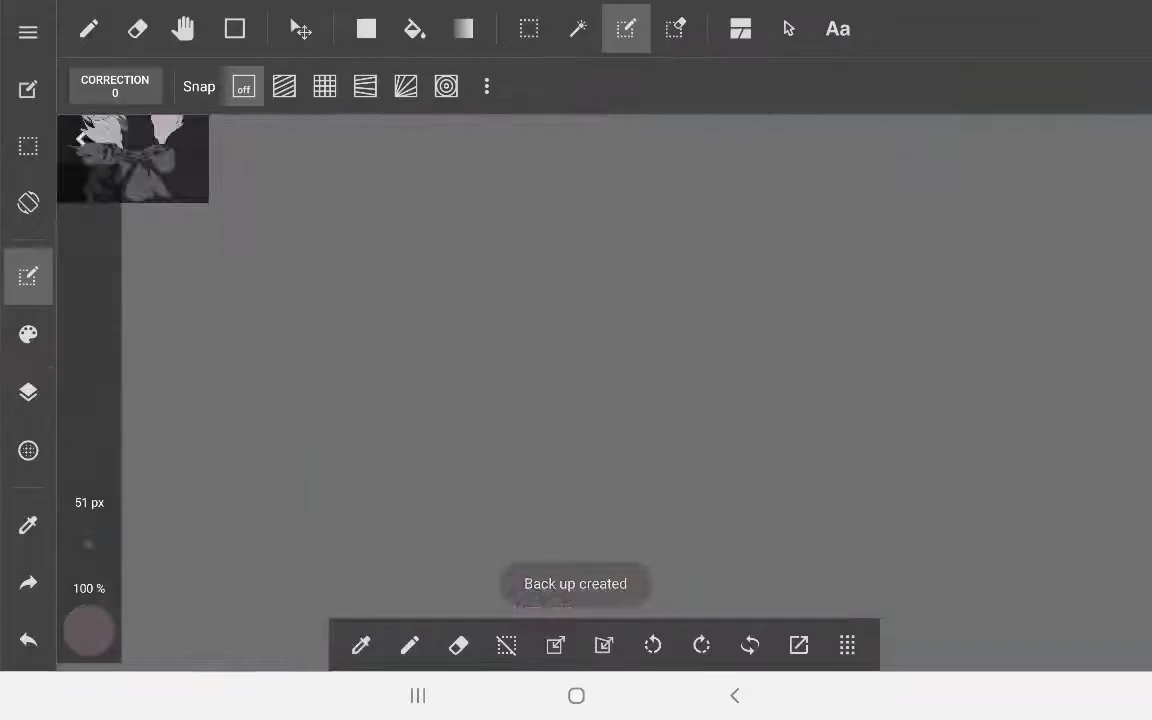 Aa
CORRECTION
0
Snap
off
51 px
100 %
Back up created